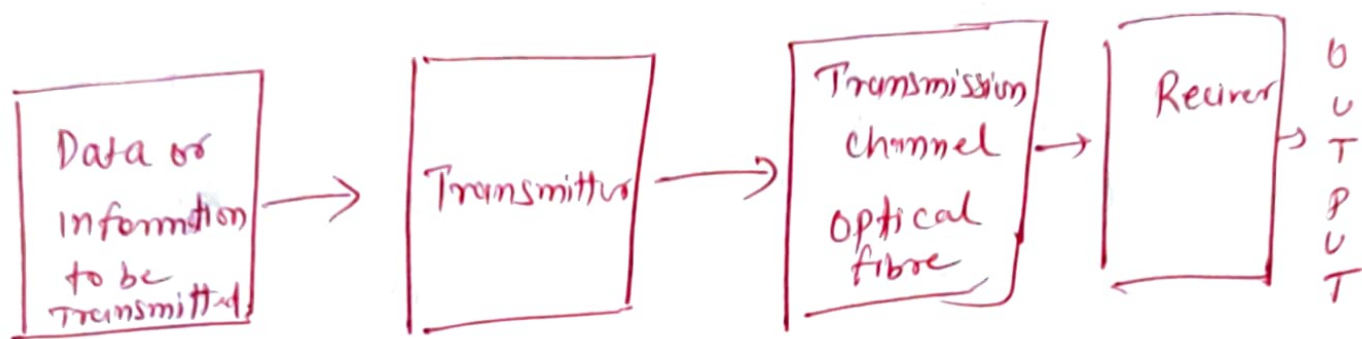 Data or
information
to be
Transmitted
Transmitter
Transmission
channel
optical
fibre
Reciver
O
U
T
P
U
T